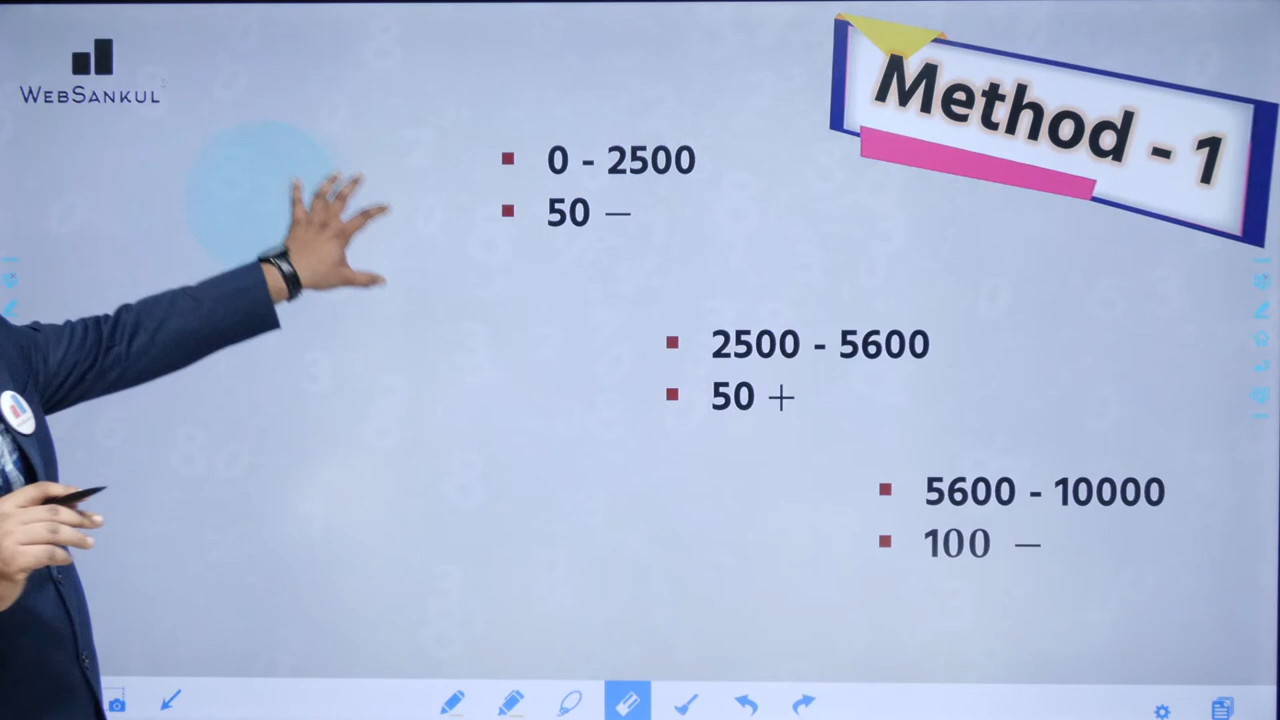 WEBSANKUL
Method - 1
0 - 2500
50 –
2500 - 5600
50 +
5600 - 10000
100 –